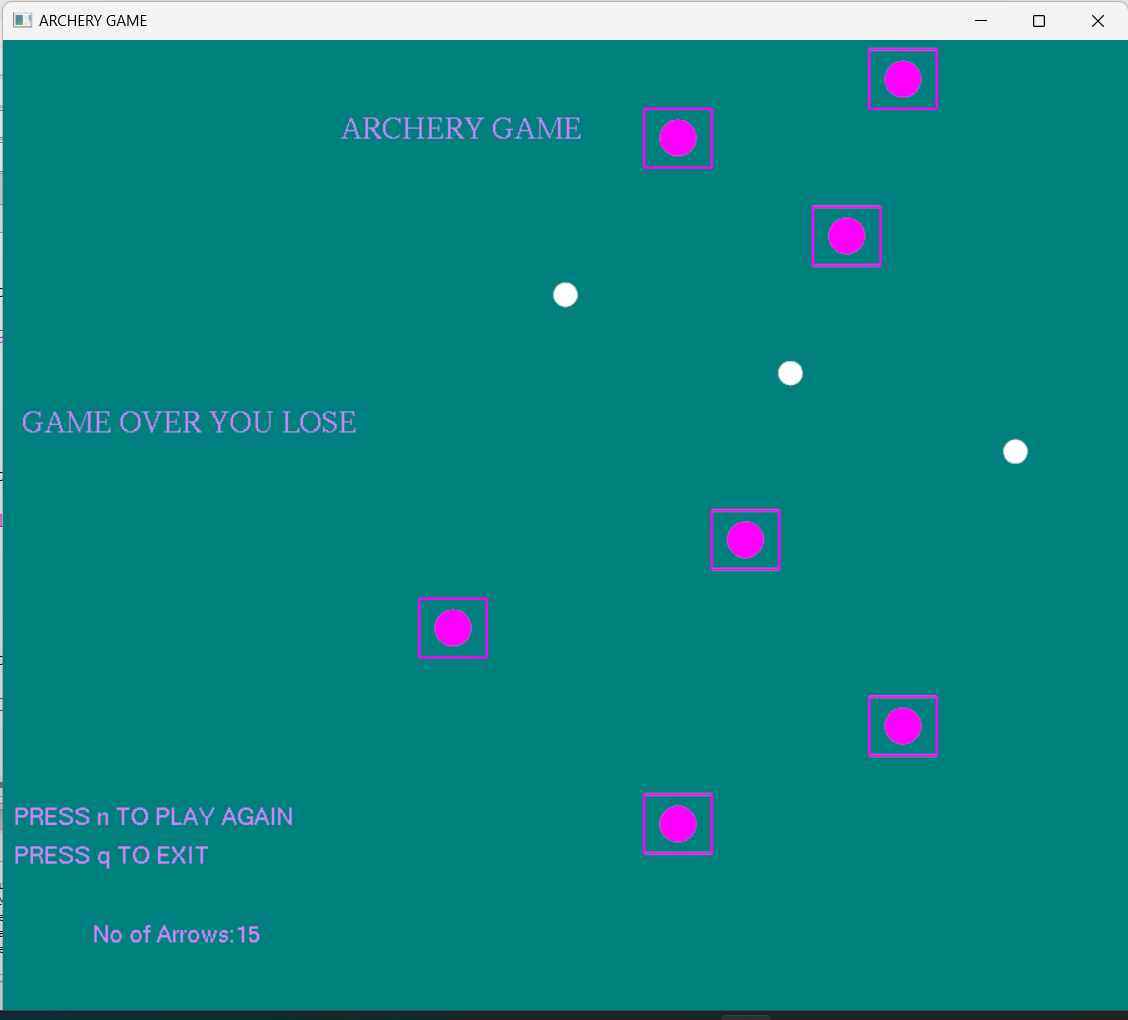 ARCHERY GAME
ARCHERY GAME
GAME OVER YOU LOSE
PRESS n TO PLAY AGAIN
PRESS q TO EXIT
No of Arrows:15